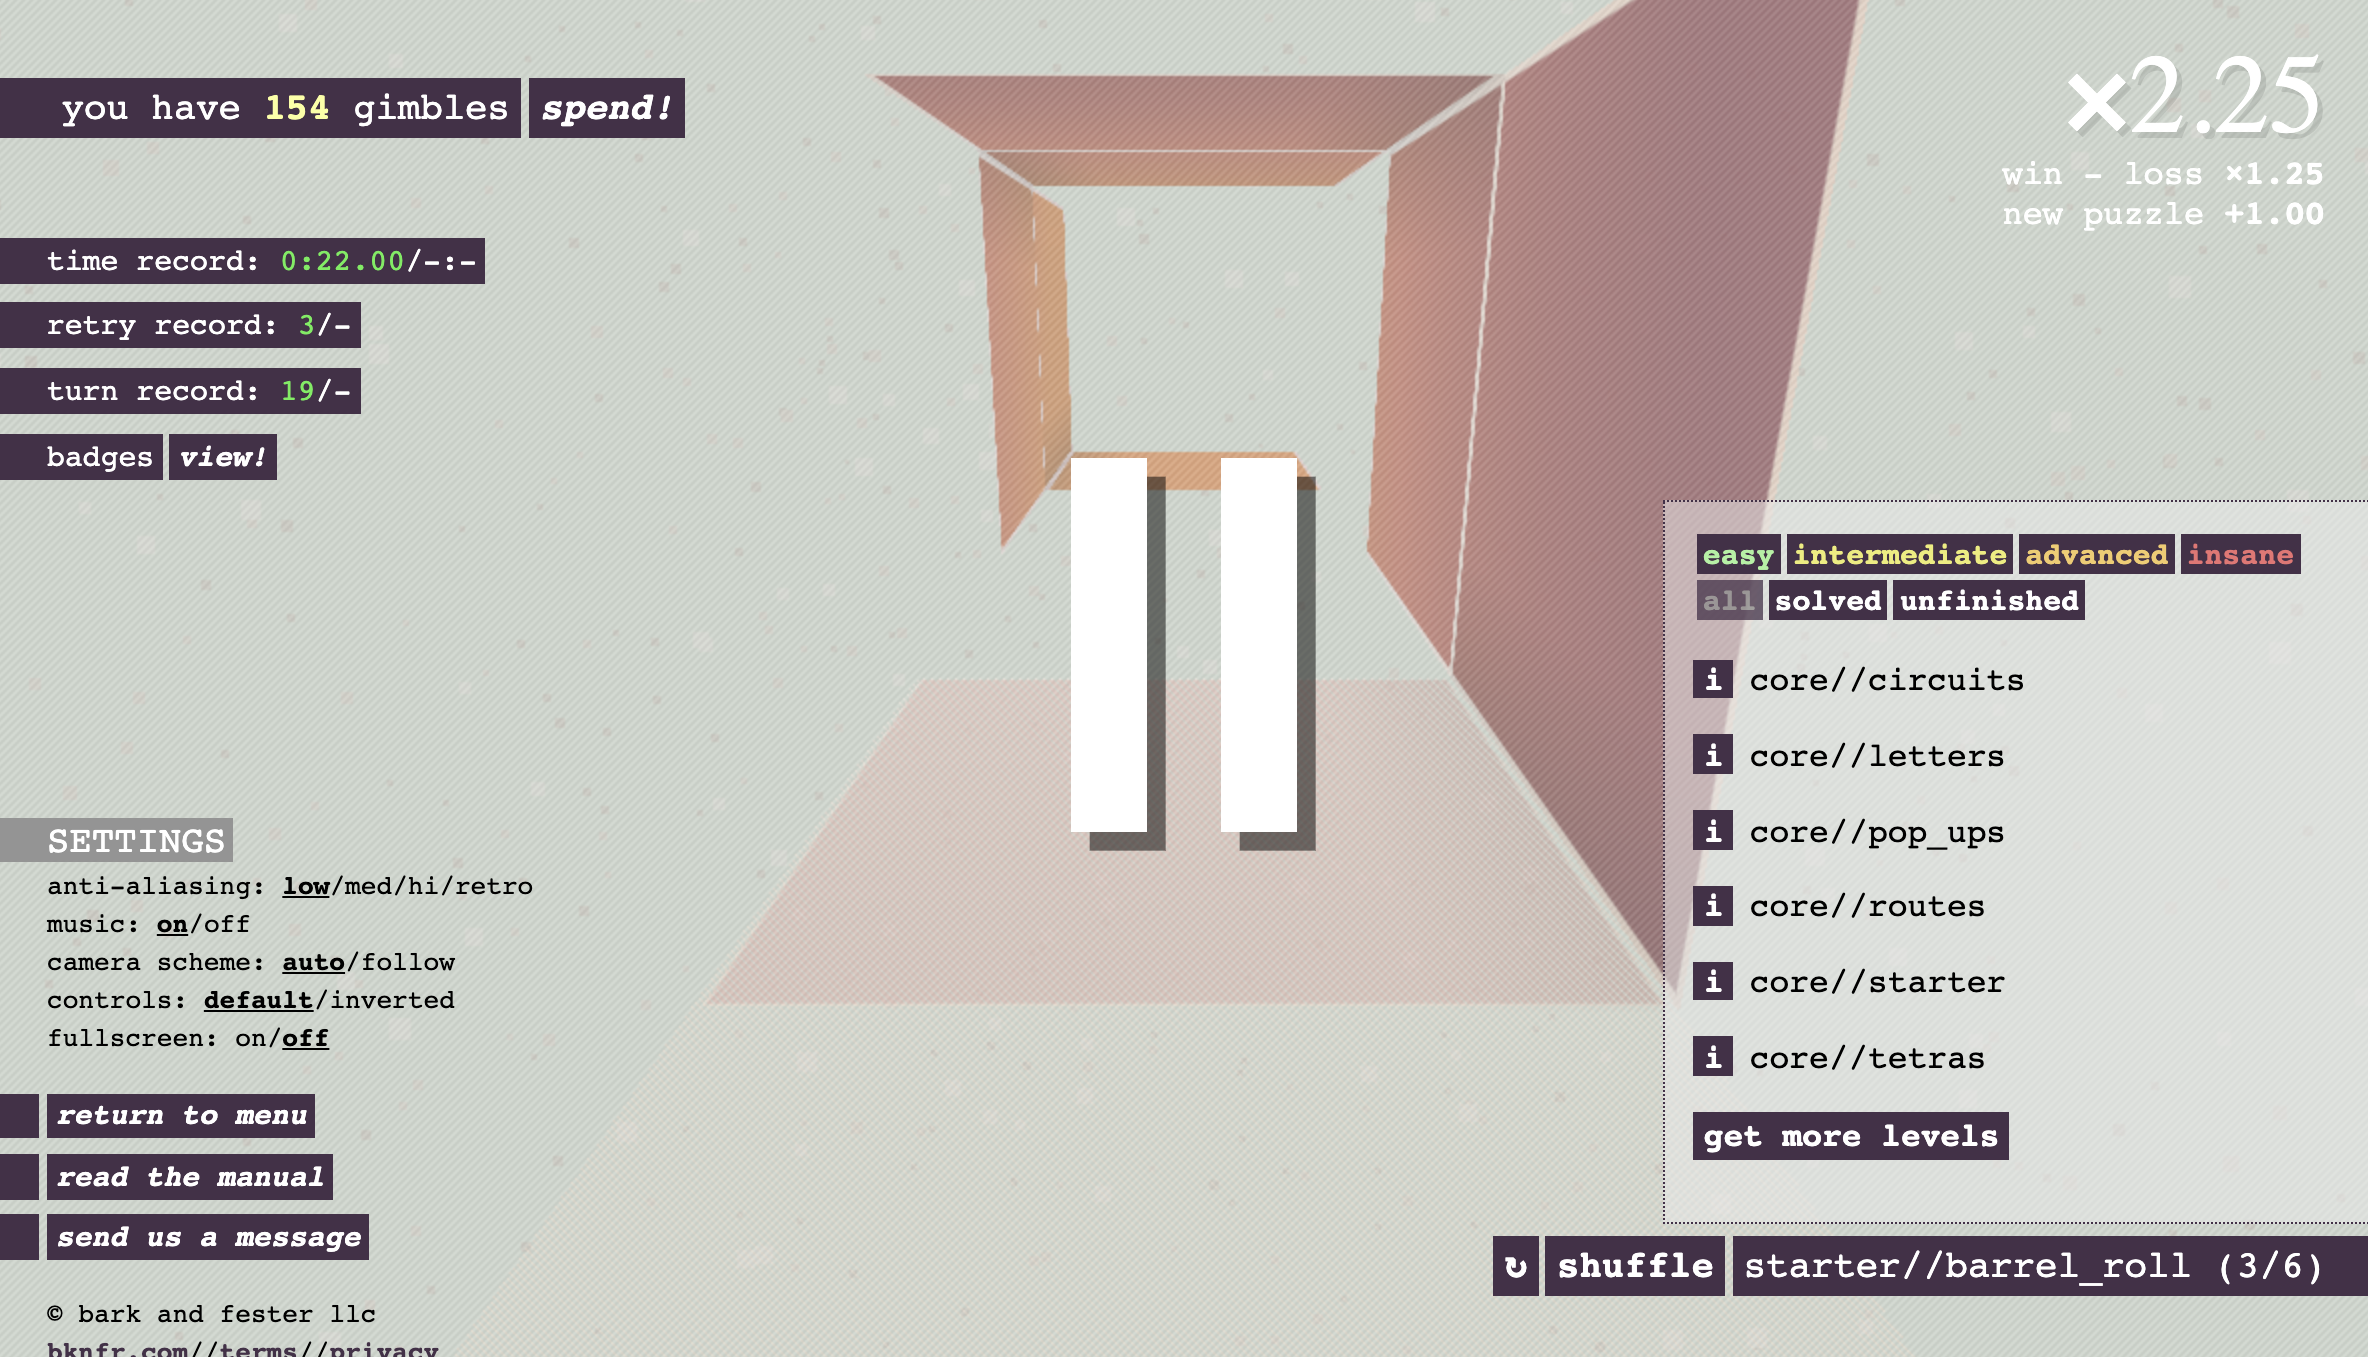 you have 154 gimbles spend!
time record: 0:22.00/-:-
retry record: 3/-
turn record: 19/-
badges view!
SETTINGS
anti-aliasing: low/med/hi/retro
music: on/off
camera scheme: auto/follow
controls: default/inverted
fullscreen: on/off
return to menu
read the manual
send us a message
© bark and fester llc
bknfr.com//terms//privacy
×2.25
win - loss ×1.25
new puzzle +1.00
easy intermediate advanced insane
all solved unfinished
i core//circuits
i core//letters
i core//pop_ups
i core//routes
i core//starter
i core//tetras
get more levels
↻ shuffle starter//barrel_roll (3/6)